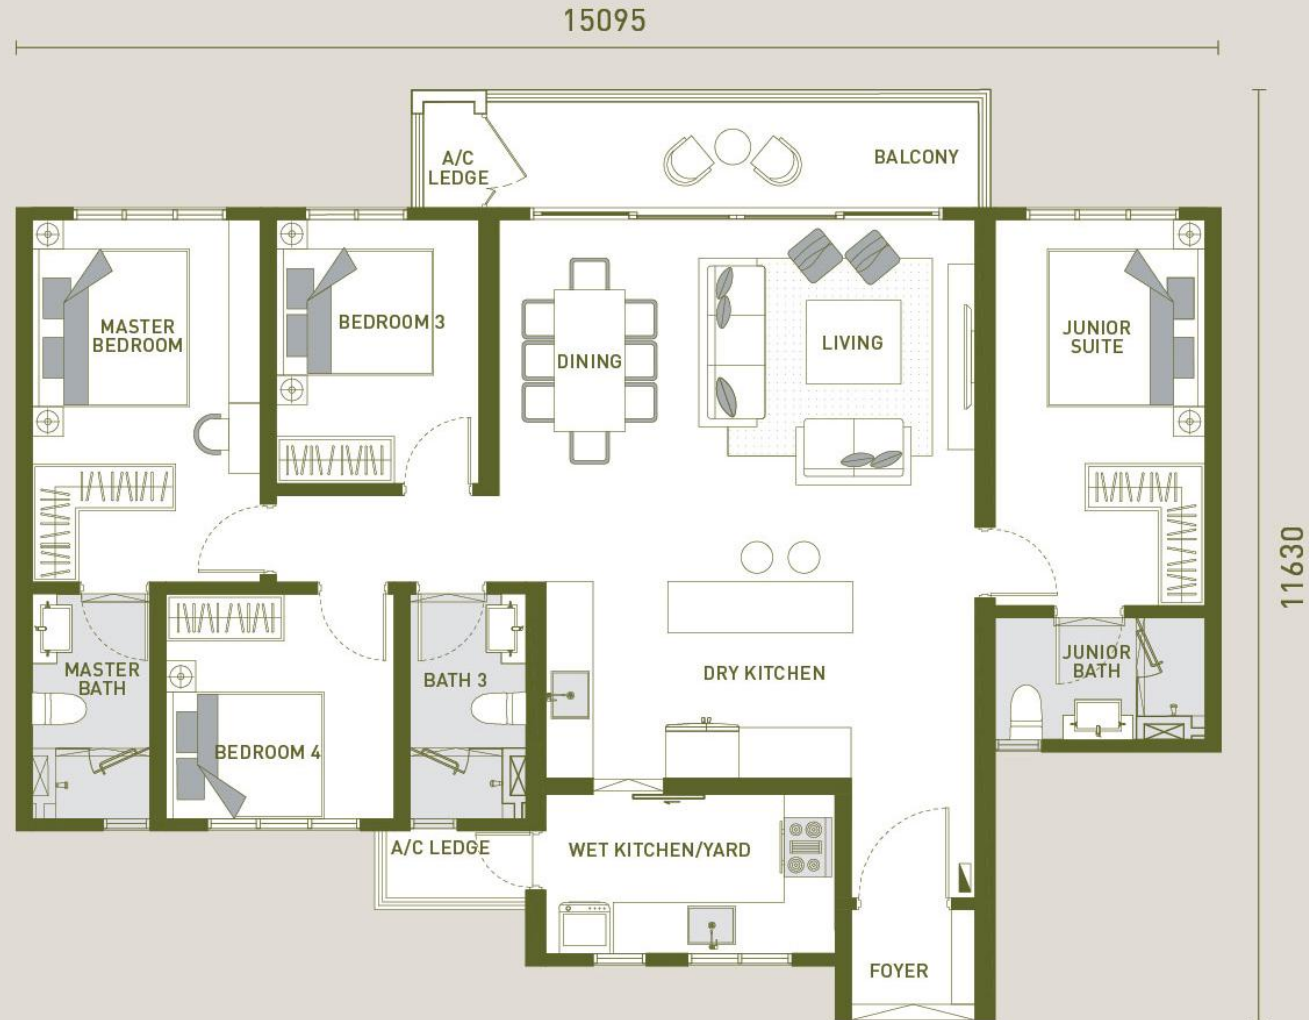 15095
A/C
LEDGE
BALCONY
MASTER
BEDROOM
BEDROOM 3
DINING
LIVING
JUNIOR
SUITE
11630
MASTER
BATH
BATH 3
DRY KITCHEN
JUNIOR
BATH
BEDROOM 4
A/C LEDGE
WET KITCHEN/YARD
FOYER